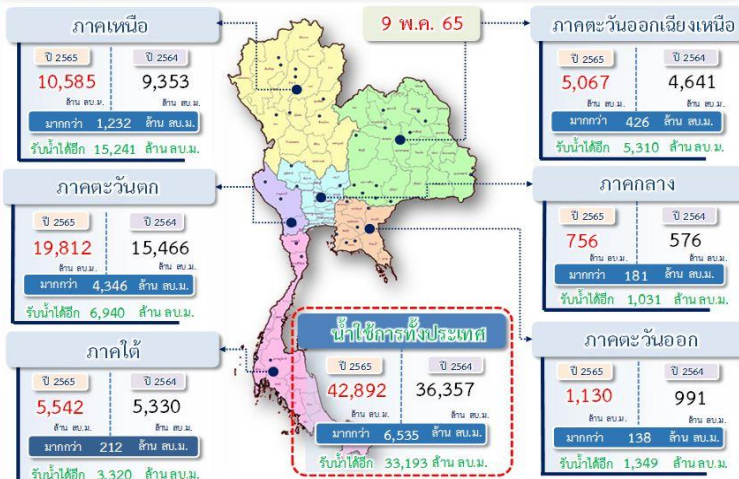 ภาคเหนือ
ปี 2565 ปี 2564
10,585 9,353
ล้าน ลบ.ม. ล้าน ลบ.ม.
มากกว่า 1,232 ล้าน ลบ.ม.
รับน้ำได้อีก 15,241 ล้าน ลบ.ม.
9 พ.ค. 65
ภาคตะวันออกเฉียงเหนือ
ปี 2565 ปี 2564
5,067 4,641
ล้าน ลบ.ม. ล้าน ลบ.ม.
มากกว่า 426 ล้าน ลบ.ม.
รับน้ำได้อีก 5,310 ล้าน ลบ.ม.
ภาคตะวันตก
ปี 2565 ปี 2564
19,812 15,466
ล้าน ลบ.ม. ล้าน ลบ.ม.
มากกว่า 4,346 ล้าน ลบ.ม.
รับน้ำได้อีก 6,940 ล้าน ลบ.ม.
ภาคกลาง
ปี 2565 ปี 2564
756 576
ล้าน ลบ.ม. ล้าน ลบ.ม.
มากกว่า 181 ล้าน ลบ.ม.
รับน้ำได้อีก 1,031 ล้าน ลบ.ม.
ภาคใต้
ปี 2565 ปี 2564
5,542 5,330
ล้าน ลบ.ม. ล้าน ลบ.ม.
มากกว่า 212 ล้าน ลบ.ม.
รับน้ำได้อีก 3,320 ล้าน ลบ.ม.
น้ำใช้การทั้งประเทศ
ปี 2565 ปี 2564
42,892 36,357
ล้าน ลบ.ม. ล้าน ลบ.ม.
มากกว่า 6,535 ล้าน ลบ.ม.
รับน้ำได้อีก 33,193 ล้าน ลบ.ม.
ภาคตะวันออก
ปี 2565 ปี 2564
1,130 991
ล้าน ลบ.ม. ล้าน ลบ.ม.
มากกว่า 138 ล้าน ลบ.ม.
รับน้ำได้อีก 1,349 ล้าน ลบ.ม.